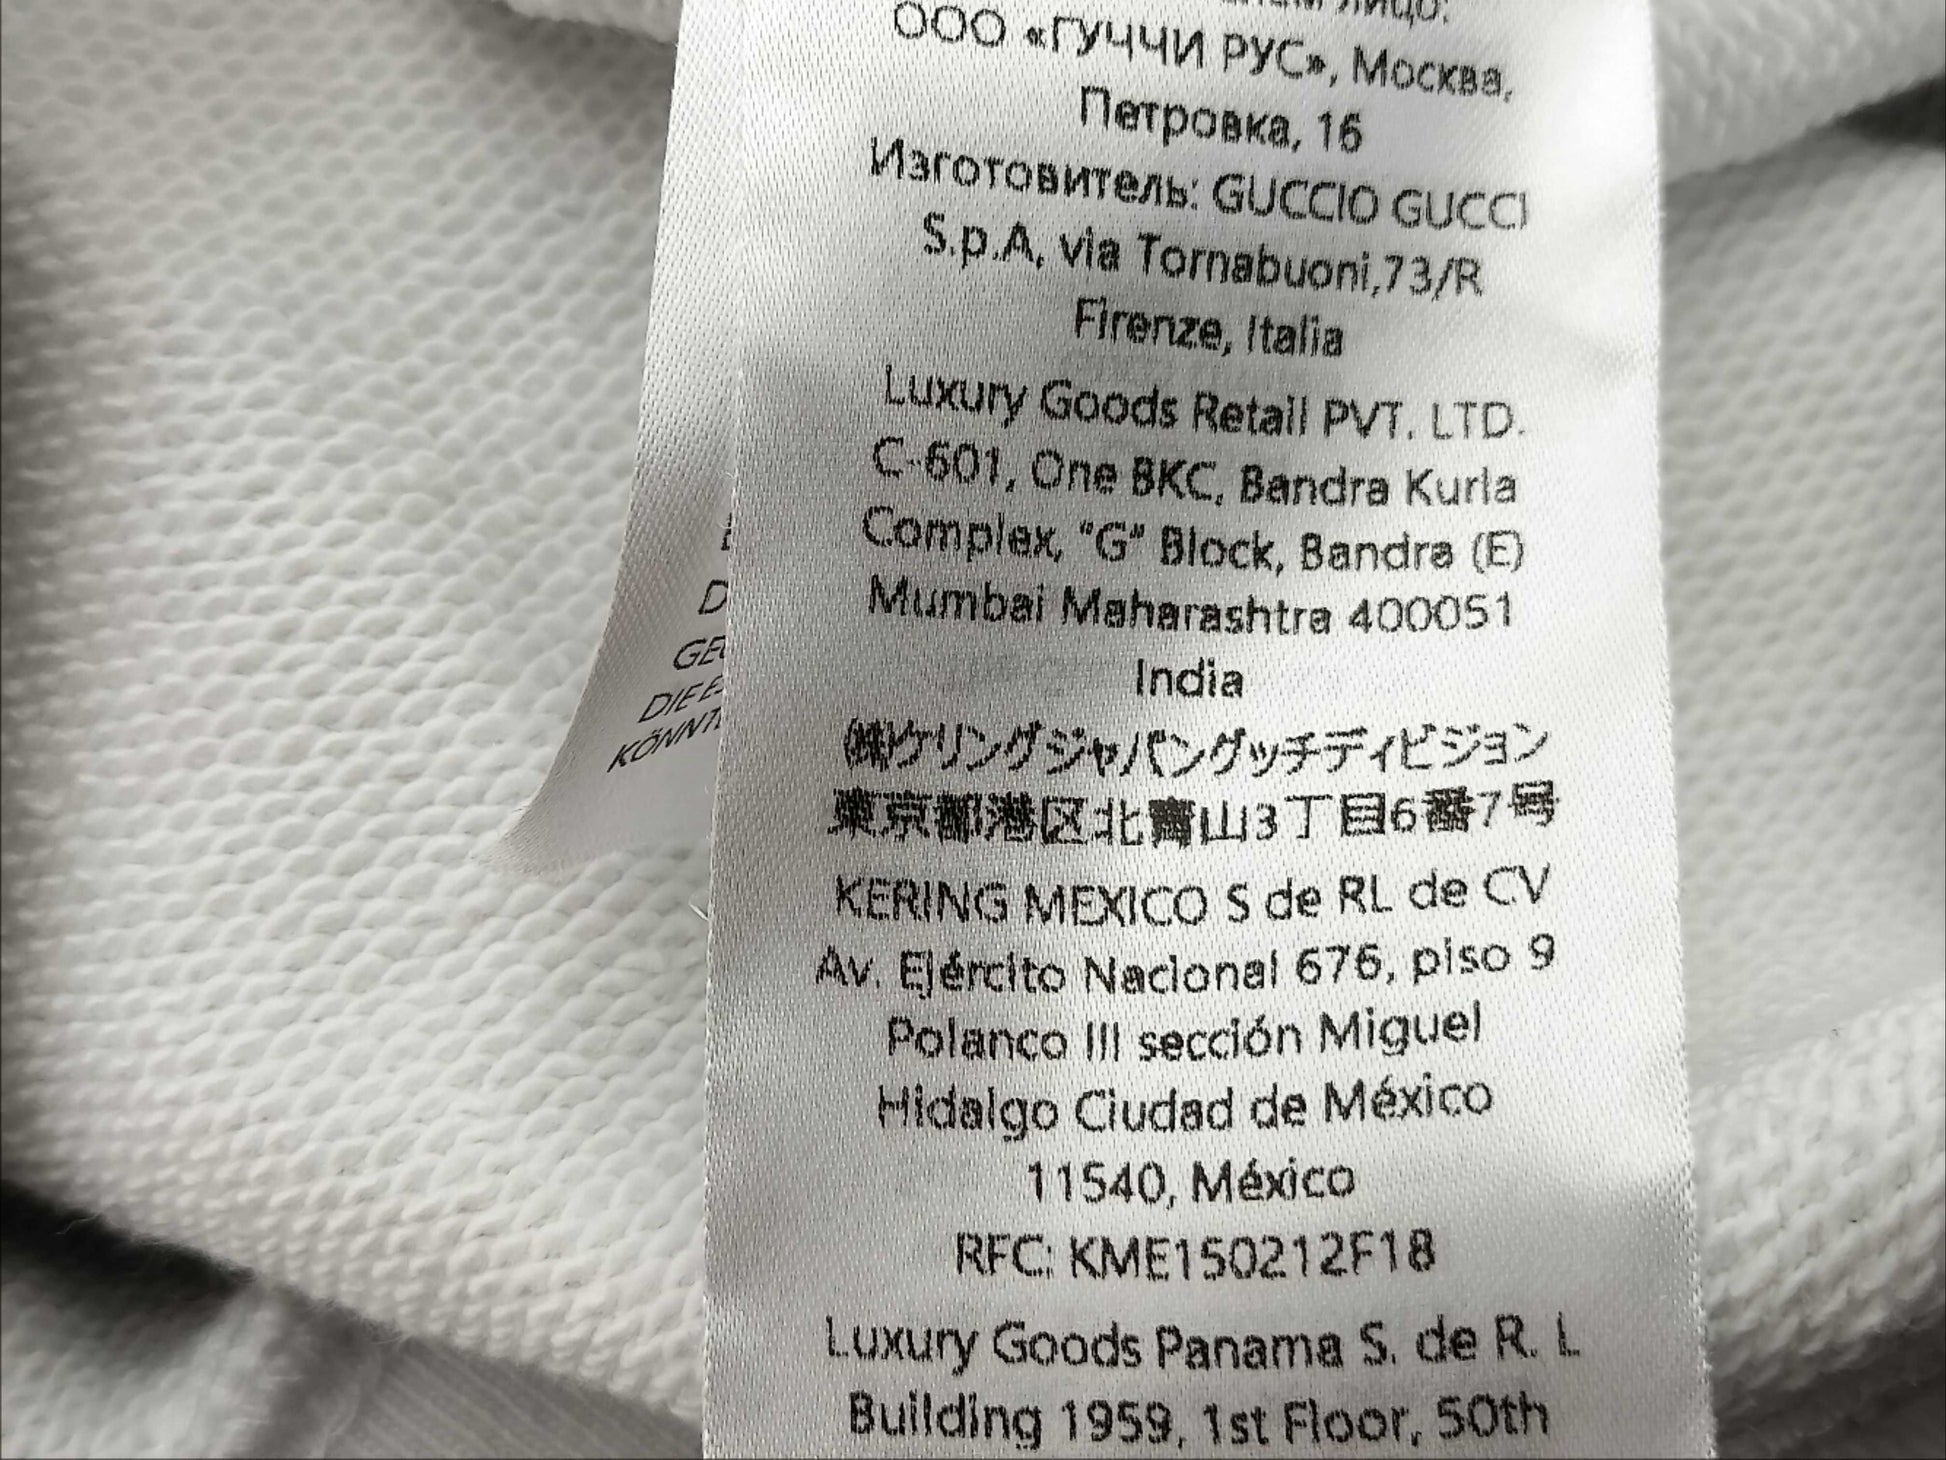 лицо:
ООО «ГУЧЧИ РУС», Москва,
Петровка, 16
Изготовитель: GUCCIO GUCCI
S.p.A, via Tornabuoni,73/R
Firenze, Italia
Luxury Goods Retail PVT. LTD.
C-601, One BKC, Bandra Kurla
Complex, “G” Block, Bandra (E)
Mumbai Maharashtra 400051
India
㈱ケリングジャパングッチディビジョン
東京都港区北青山3丁目6番7号
KERING MEXICO S de RL de CV
Av. Ejército Nacional 676, piso 9
Polanco III sección Miguel
Hidalgo Ciudad de México
11540, México
RFC: KME150212F18
Luxury Goods Panama S. de R. L
Building 1959, 1st Floor, 50th